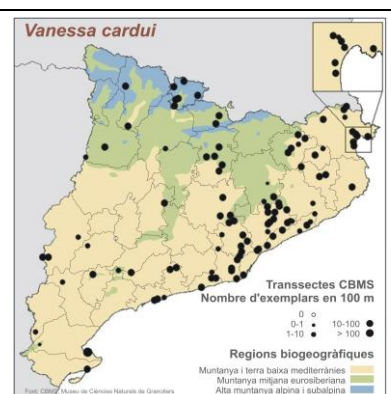 Vanessa cardui
Transsectes CBMS
Nombre d'exemplars en 100 m
0
0-1 10-100
1-10 > 100
Regions biogeogràfiques
Muntanya i terra baixa mediterrànies
Muntanya mitjana eurosiberiana
Alta muntanya alpina i subalpina
Font: CBMS, Museu de Ciències Naturals de Granollers